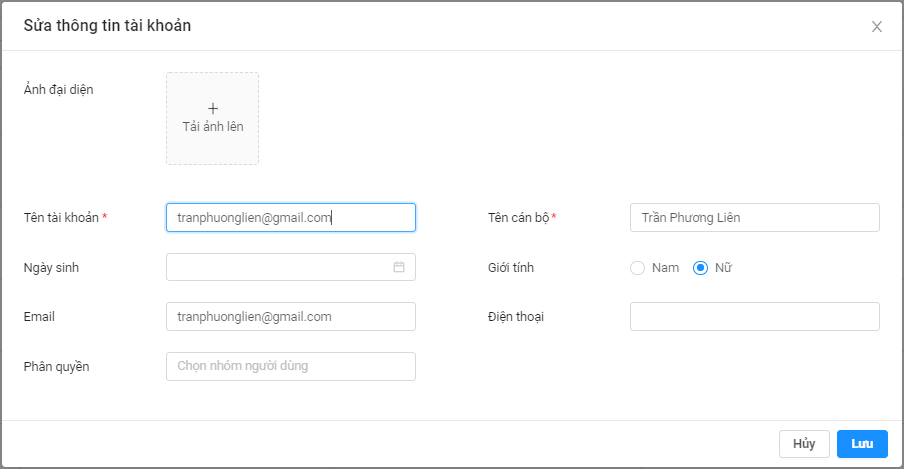 Sửa thông tin tài khoản
Ảnh đại diện
+
Tải ảnh lên
Tên tài khoản * tranphuonglien@gmail.com Tên cán bộ * Trần Phương Liên
Ngày sinh Giới tính Nam Nữ
Email tranphuonglien@gmail.com Điện thoại
Phân quyền Chọn nhóm người dùng
Hủy Lưu